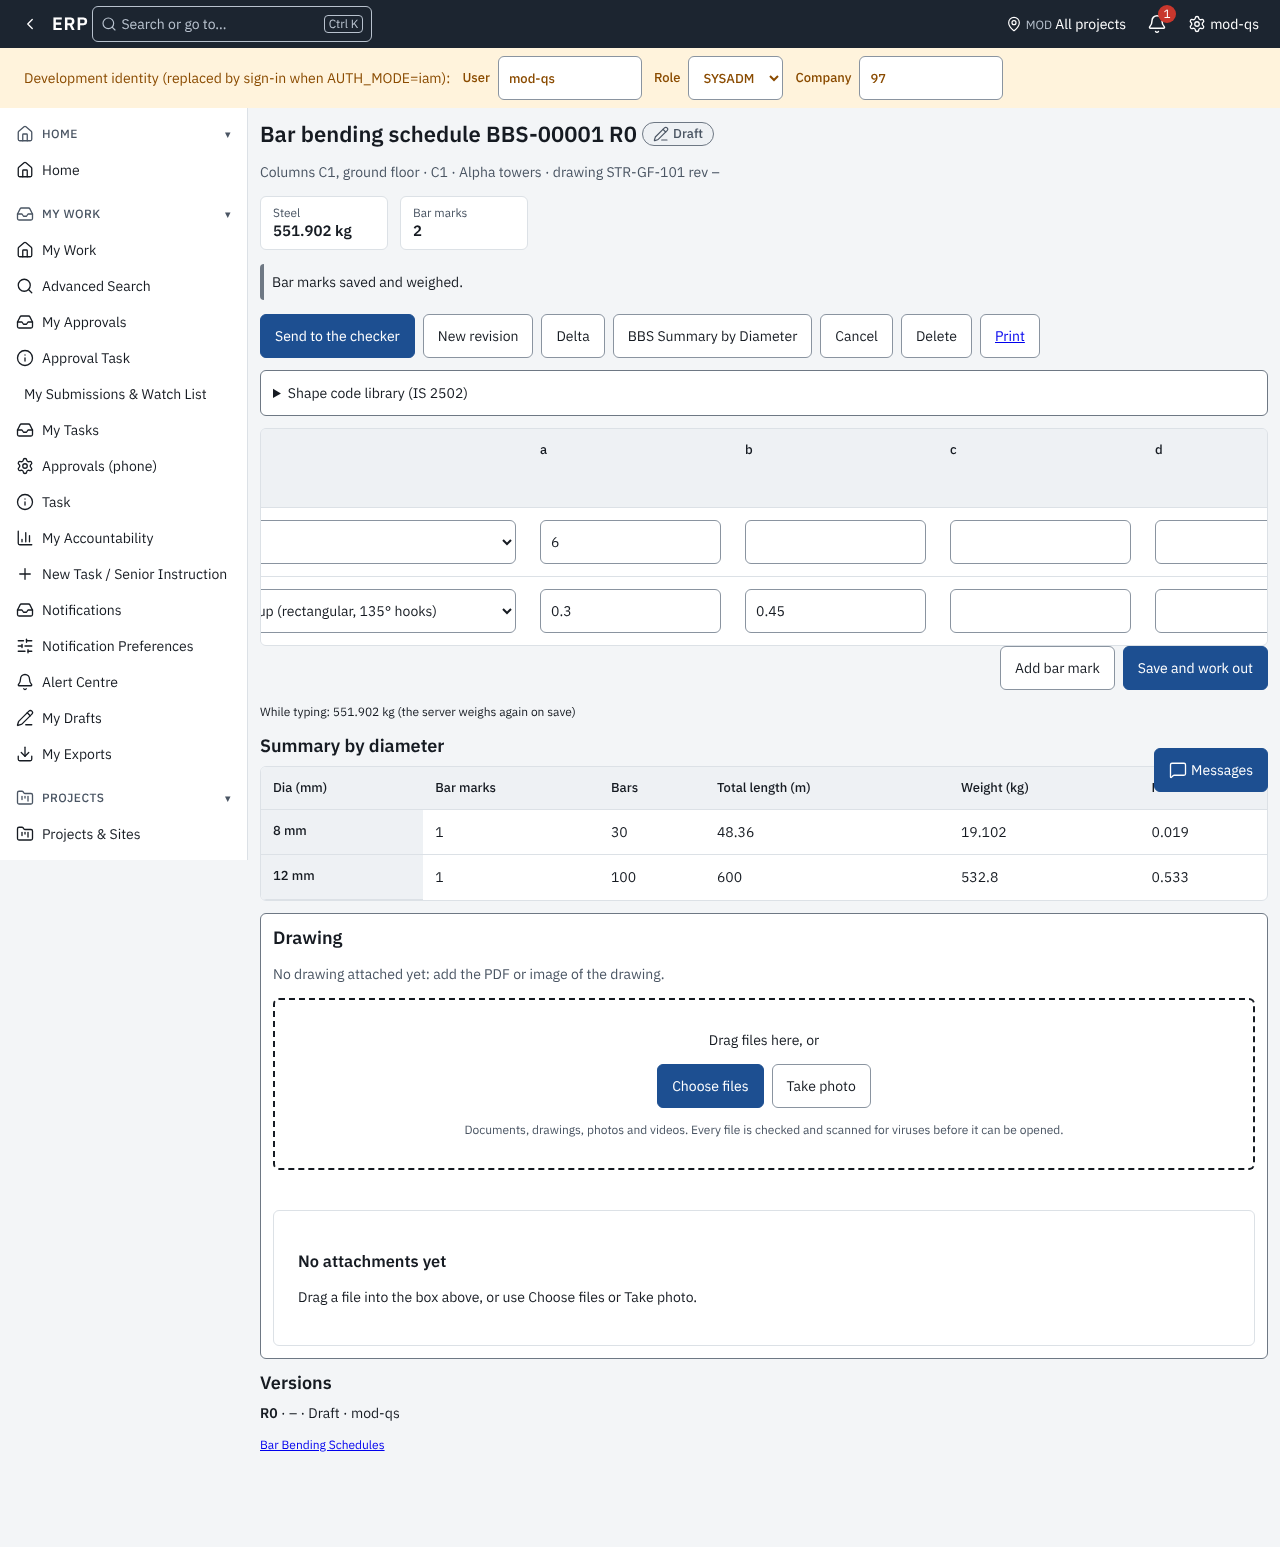 ERP
Search or go to...
Ctrl K
MOD All projects
1
mod-qs
Development identity (replaced by sign-in when AUTH_MODE=iam):
User
mod-qs
Role
SYSADM
Company
97
HOME
Home
MY WORK
My Work
Advanced Search
My Approvals
Approval Task
My Submissions & Watch List
My Tasks
Approvals (phone)
Task
My Accountability
New Task / Senior Instruction
Notifications
Notification Preferences
Alert Centre
My Drafts
My Exports
PROJECTS
Projects & Sites
Bar bending schedule BBS-00001 R0
Draft
Columns C1, ground floor · C1 · Alpha towers · drawing STR-GF-101 rev –
Steel
551.902 kg
Bar marks
2
Bar marks saved and weighed.
Send to the checker
New revision
Delta
BBS Summary by Diameter
Cancel
Delete
Print
Shape code library (IS 2502)
a b c d
6
up (rectangular, 135° hooks)
0.3
0.45
Add bar mark
Save and work out
While typing: 551.902 kg (the server weighs again on save)
Summary by diameter
Messages
Dia (mm) Bar marks Bars Total length (m) Weight (kg)
8 mm 1 30 48.36 19.102 0.019
12 mm 1 100 600 532.8 0.533
Drawing
No drawing attached yet: add the PDF or image of the drawing.
Drag files here, or
Choose files
Take photo
Documents, drawings, photos and videos. Every file is checked and scanned for viruses before it can be opened.
No attachments yet
Drag a file into the box above, or use Choose files or Take photo.
Versions
R0 · – · Draft · mod-qs
Bar Bending Schedules